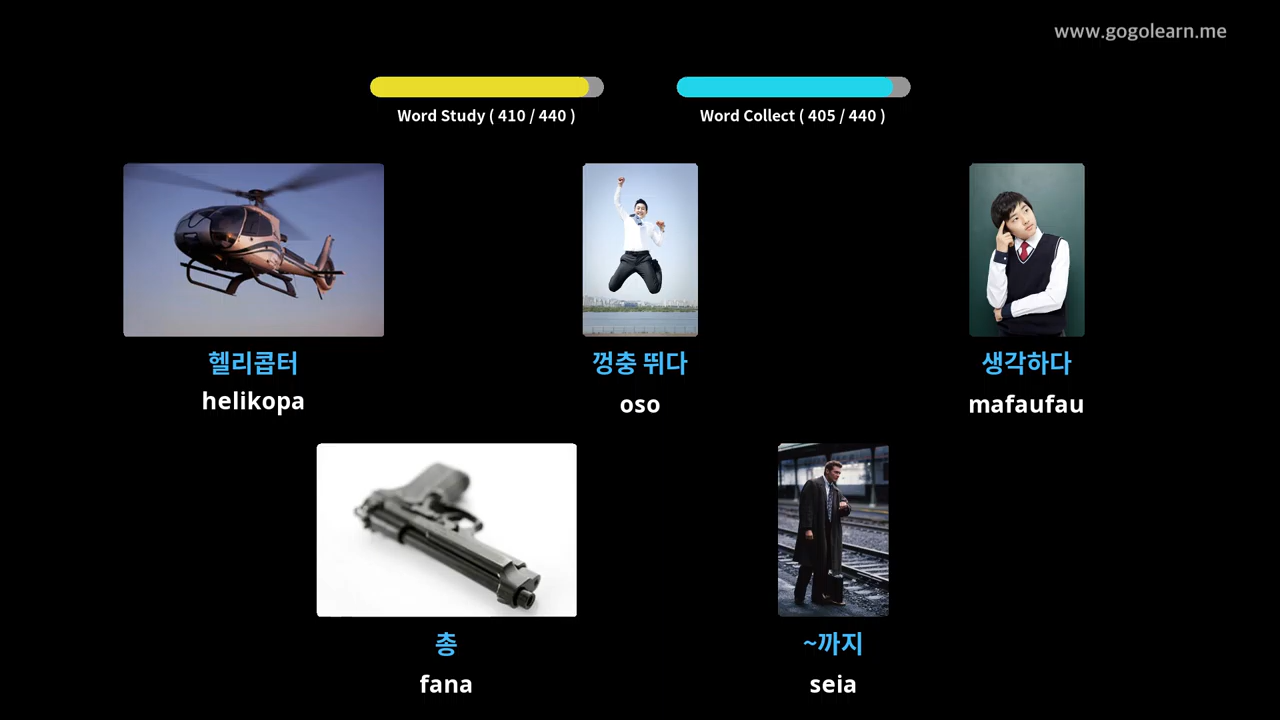 www.gogolearn.me
Word Study ( 410 / 440 )
Word Collect ( 405 / 440 )
헬리콥터
helikopa
껑충 뛰다
oso
생각하다
mafaufau
총
fana
~까지
seia